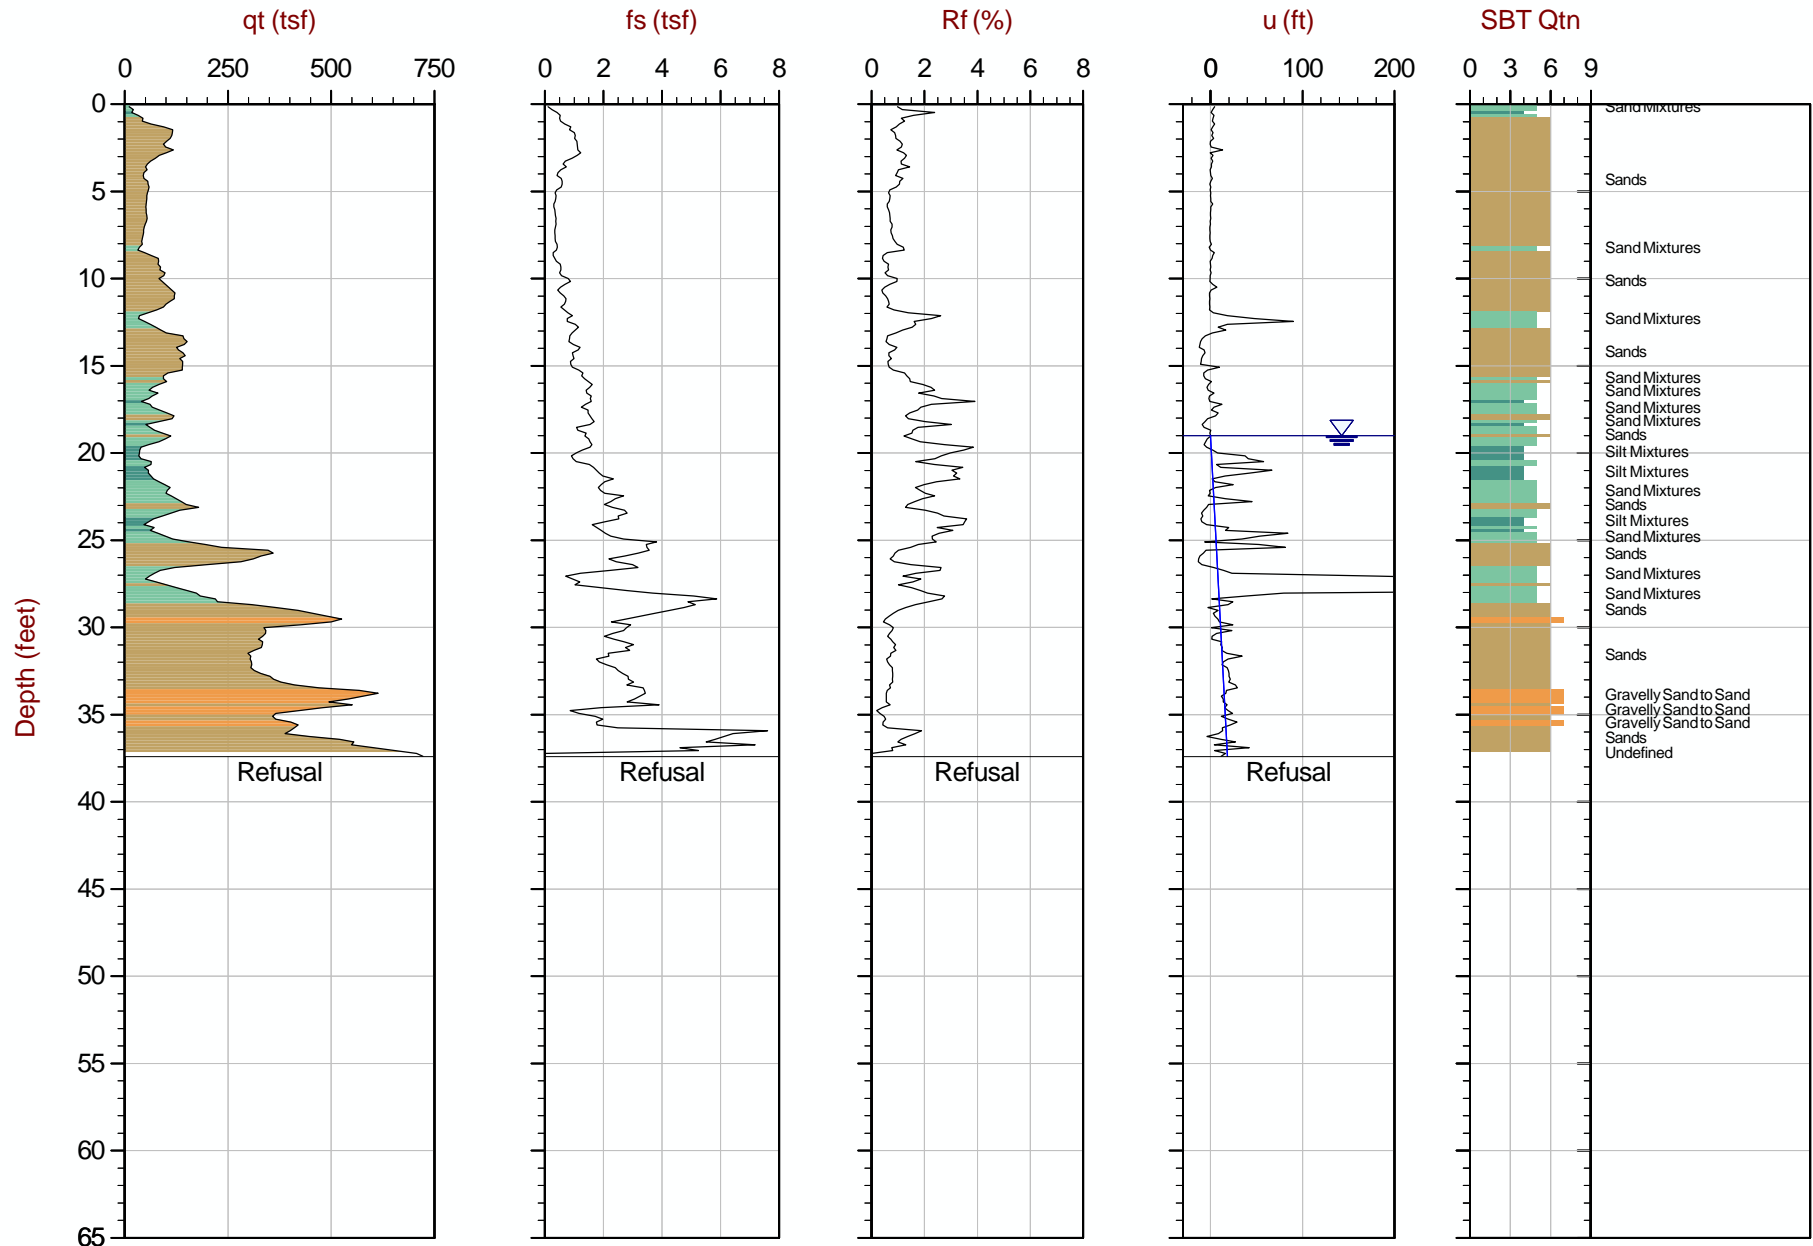 qt (tsf) fs (tsf) Rf (%) u (ft) SBT Qtn
0 250 500 750 0 2 4 6 8 0 2 4 6 8 0 100 200 0 3 6 9
Depth (feet)
0
5
10
15
20
25
30
35
40
45
50
55
60
65
Refusal Refusal Refusal Refusal
Sand Mixtures
Sands
Sand Mixtures
Sands
Sand Mixtures
Sands
Sand Mixtures
Sand Mixtures
Sand Mixtures
Sand Mixtures
Sands
Silt Mixtures
Silt Mixtures
Sand Mixtures
Sands
Silt Mixtures
Sand Mixtures
Sands
Sand Mixtures
Sand Mixtures
Sands
Sands
Gravelly Sand to Sand
Gravelly Sand to Sand
Gravelly Sand to Sand
Sands
Undefined